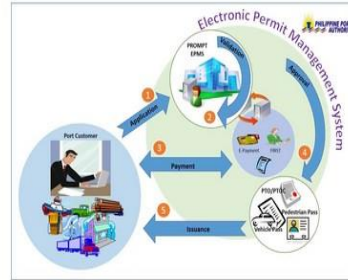 Electronic Permit Management System
PHILIPPINE PORTS
AUTHORITY
PROMPT
EPMS
Validation
Approval
1
Application
2
Port Customer
3
Payment
E-Payment
4
PTO/PTOC
Pedestrian Pass
Vehicle Pass
5
Issuance